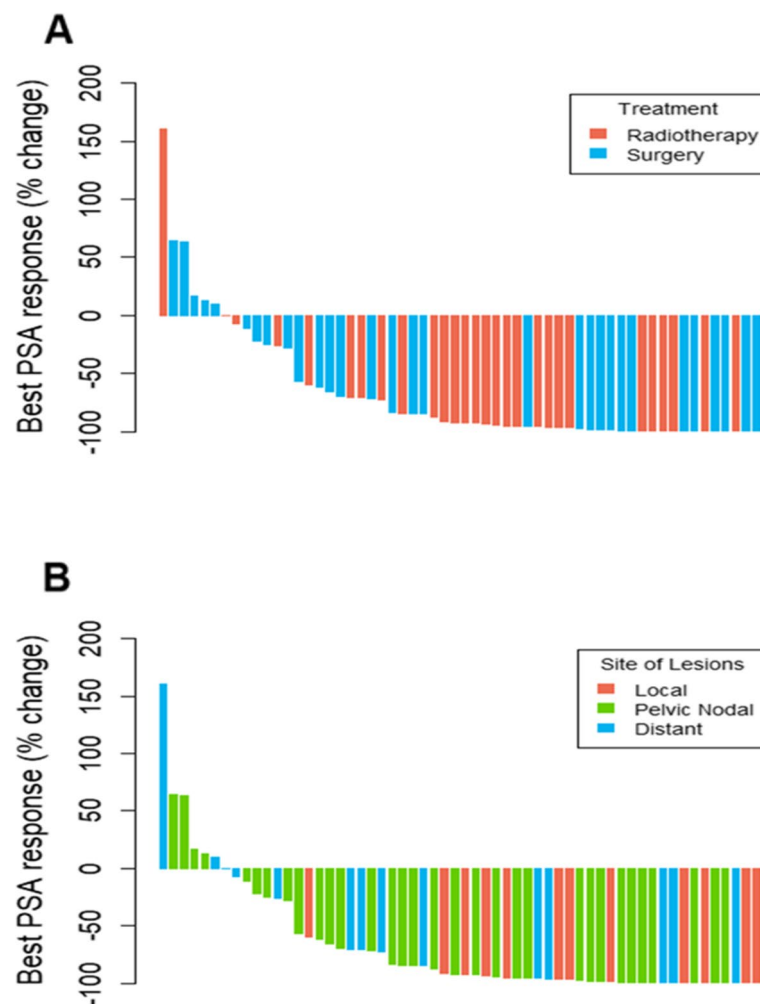 A
Best PSA response (% change)
200
150
100
50
0
-50
-100
Treatment
Radiotherapy
Surgery
B
Best PSA response (% change)
200
150
100
50
0
-50
-100
Site of Lesions
Local
Pelvic Nodal
Distant